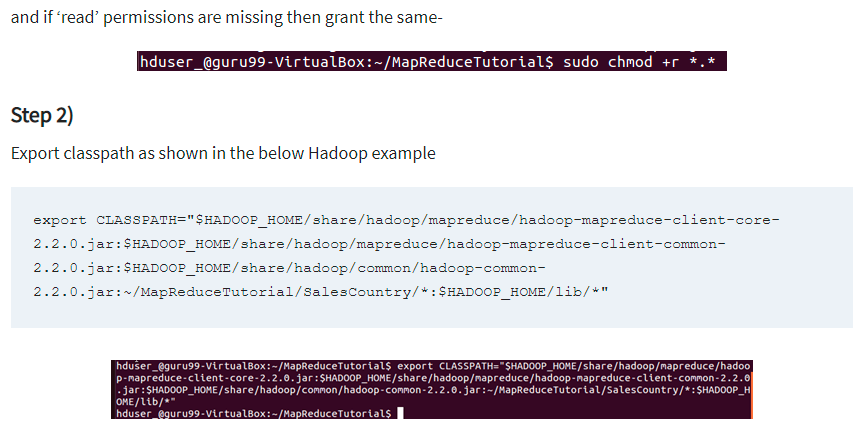 and if ‘read’ permissions are missing then grant the same-
hduser_@guru99-VirtualBox:~/MapReduceTutorial$ sudo chmod +r *.*
Step 2)
Export classpath as shown in the below Hadoop example
export CLASSPATH="$HADOOP_HOME/share/hadoop/mapreduce/hadoop-mapreduce-client-core-
2.2.0.jar:$HADOOP_HOME/share/hadoop/mapreduce/hadoop-mapreduce-client-common-
2.2.0.jar:$HADOOP_HOME/share/hadoop/common/hadoop-common-
2.2.0.jar:~/MapReduceTutorial/SalesCountry/*:$HADOOP_HOME/lib/*"
hduser_@guru99-VirtualBox:~/MapReduceTutorial$ export CLASSPATH="$HADOOP_HOME/share/hadoop/mapreduce/hadoo
p-mapreduce-client-core-2.2.0.jar:$HADOOP_HOME/share/hadoop/mapreduce/hadoop-mapreduce-client-common-2.2.0
.jar:$HADOOP_HOME/share/hadoop/common/hadoop-common-2.2.0.jar:~/MapReduceTutorial/SalesCountry/*:$HADOOP_H
OME/lib/*"
hduser_@guru99-VirtualBox:~/MapReduceTutorial$